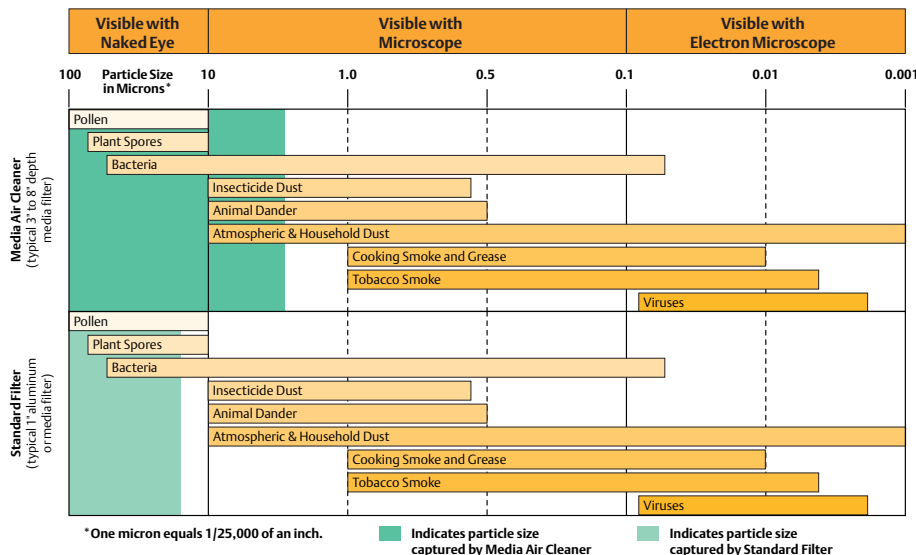 Visible with
Naked Eye
Visible with
Microscope
Visible with
Electron Microscope
100
Particle Size
in Microns*
10
1.0
0.5
0.1
0.01
0.001
Media Air Cleaner
(typical 3" to 8" depth
media filter)
Pollen
Plant Spores
Bacteria
Insecticide Dust
Animal Dander
Atmospheric & Household Dust
Cooking Smoke and Grease
Tobacco Smoke
Viruses
Standard Filter
(typical 1" aluminum
or media filter)
Pollen
Plant Spores
Bacteria
Insecticide Dust
Animal Dander
Atmospheric & Household Dust
Cooking Smoke and Grease
Tobacco Smoke
Viruses
*One micron equals 1/25,000 of an inch.
Indicates particle size
captured by Media Air Cleaner
Indicates particle size
captured by Standard Filter